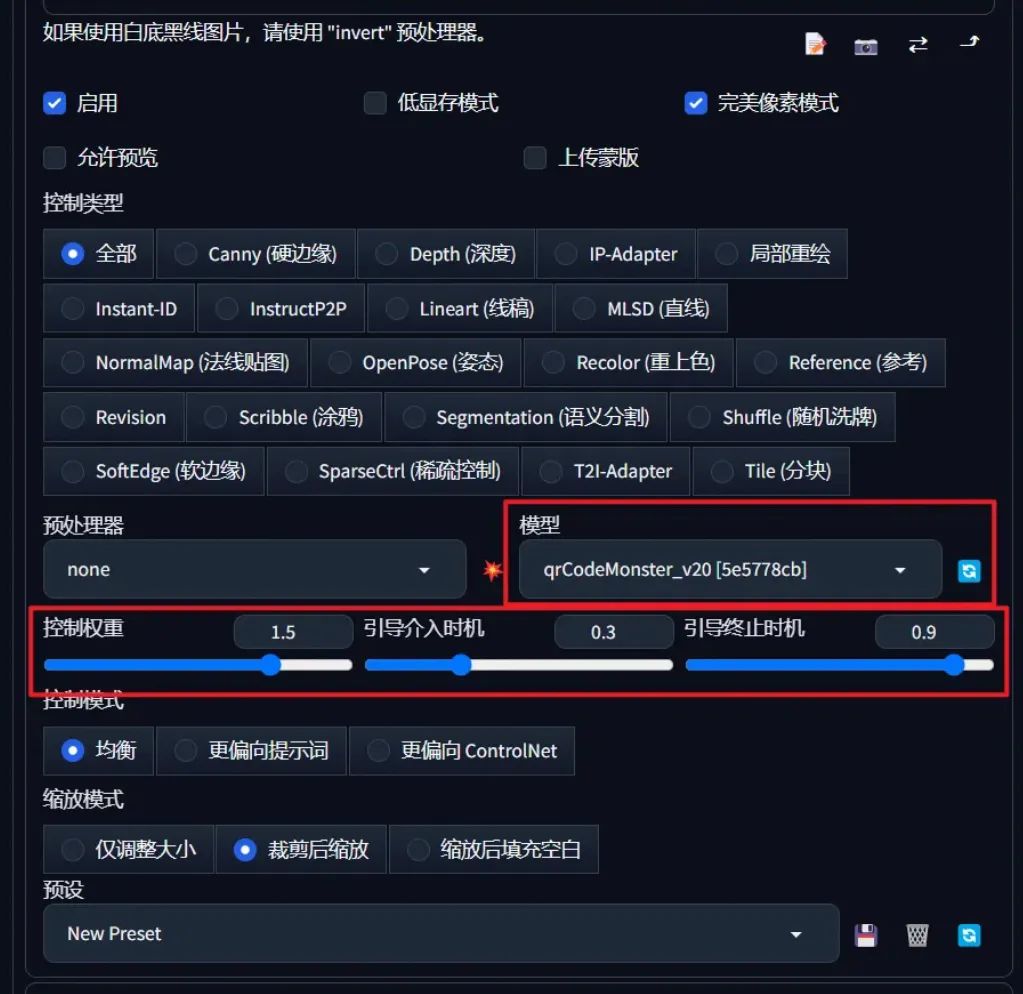 如果使用白底黑线图片，请使用 "invert" 预处理器。
启用 低显存模式 完美像素模式
允许预览 上传蒙版
控制类型
全部 Canny (硬边缘) Depth (深度) IP-Adapter 局部重绘
Instant-ID InstructP2P Lineart (线稿) MLSD (直线)
NormalMap (法线贴图) OpenPose (姿态) Recolor (重上色) Reference (参考)
Revision Scribble (涂鸦) Segmentation (语义分割) Shuffle (随机洗牌)
SoftEdge (软边缘) SparseCtrl (稀疏控制) T2I-Adapter Tile (分块)
预处理器 模型
none qrCodeMonster_v20 [5e5778cb]
控制权重 1.5 引导介入时机 0.3 引导终止时机 0.9
控制模式
均衡 更偏向提示词 更偏向 ControlNet
缩放模式
仅调整大小 裁剪后缩放 缩放后填充空白
预设
New Preset